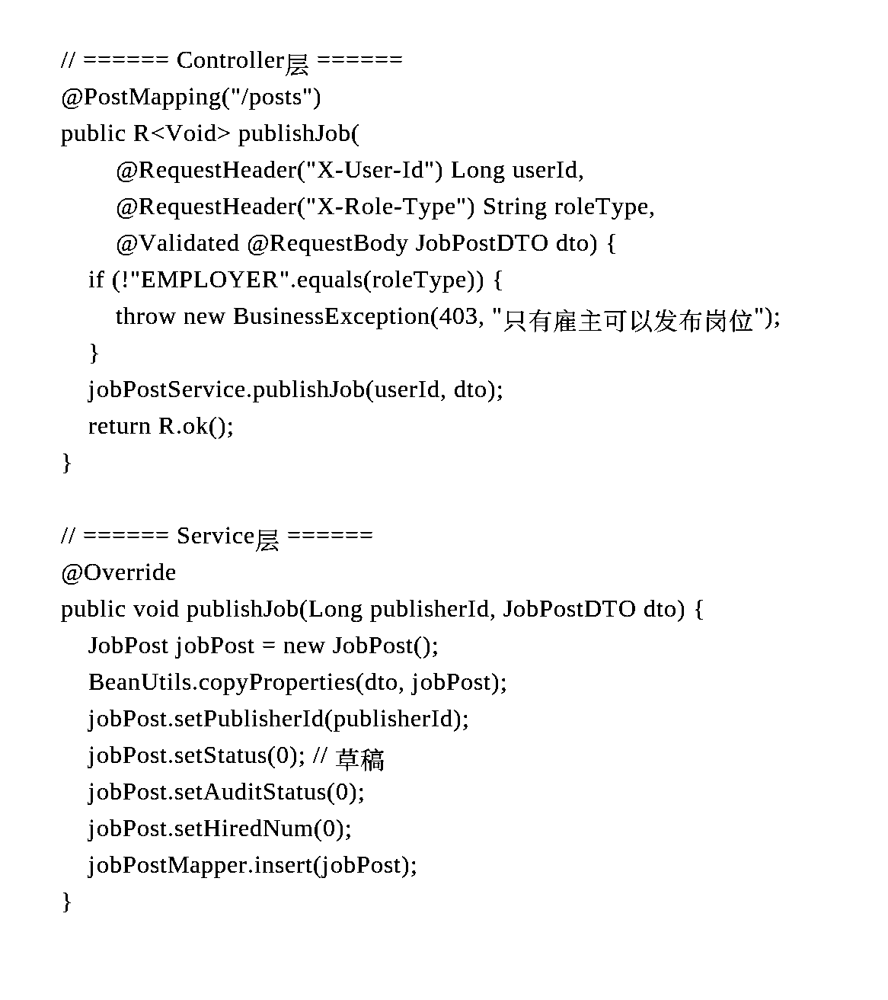 // ====== Controller层 ======
@PostMapping("/posts")
public R<Void> publishJob(
        @RequestHeader("X-User-Id") Long userId,
        @RequestHeader("X-Role-Type") String roleType,
        @Validated @RequestBody JobPostDTO dto) {
    if (!"EMPLOYER".equals(roleType)) {
        throw new BusinessException(403, "只有雇主可以发布岗位");
    }
    jobPostService.publishJob(userId, dto);
    return R.ok();
}

// ====== Service层 ======
@Override
public void publishJob(Long publisherId, JobPostDTO dto) {
    JobPost jobPost = new JobPost();
    BeanUtils.copyProperties(dto, jobPost);
    jobPost.setPublisherId(publisherId);
    jobPost.setStatus(0); // 草稿
    jobPost.setAuditStatus(0);
    jobPost.setHiredNum(0);
    jobPostMapper.insert(jobPost);
}